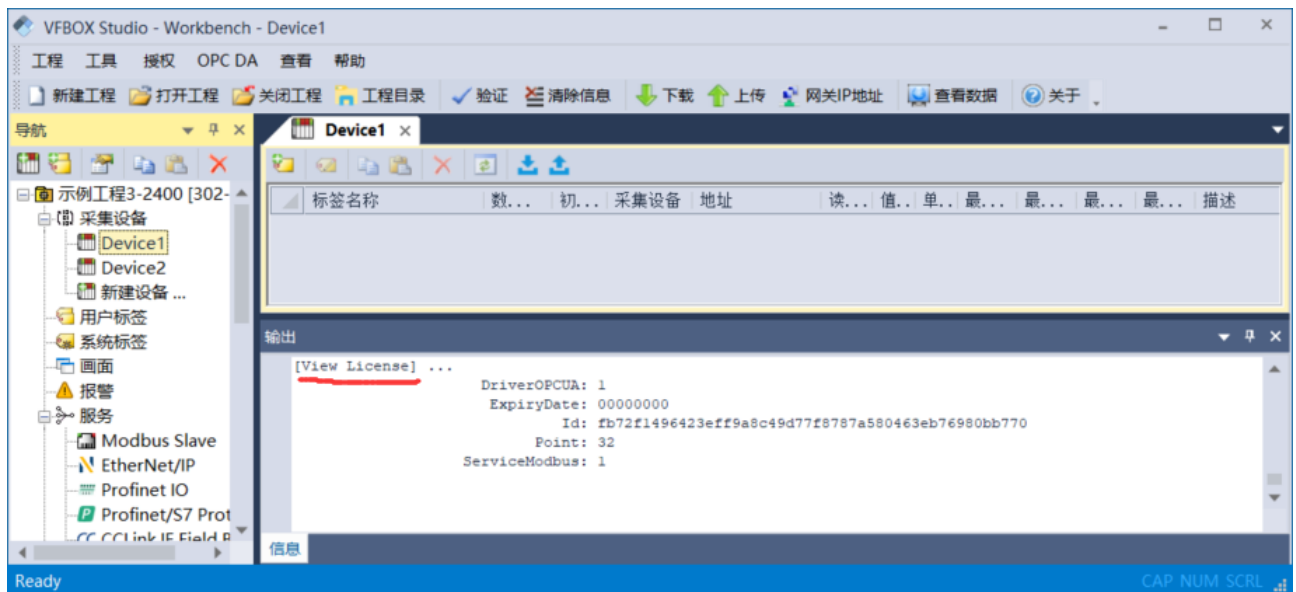 VFBOX Studio - Workbench - Device1
工程 工具 授权 OPC DA 查看 帮助
新建工程 打开工程 关闭工程 工程目录 验证 清除信息 下载 上传 网关IP地址 查看数据 关于
导航
Device1
示例工程3-2400 [302-
采集设备
Device1
Device2
新建设备 ...
用户标签
系统标签
画面
报警
服务
Modbus Slave
EtherNet/IP
Profinet IO
Profinet/S7 Prot
CCLink IE Field B
标签名称 数... 初... 采集设备 地址 读... 值.. 单.. 最... 最... 最... 最... 描述
输出
[View License] ...
DriverOPCUA: 1
ExpiryDate: 00000000
Id: fb72f1496423eff9a8c49d77f8787a580463eb76980bb770
Point: 32
ServiceModbus: 1
信息
Ready
CAP NUM SCRL